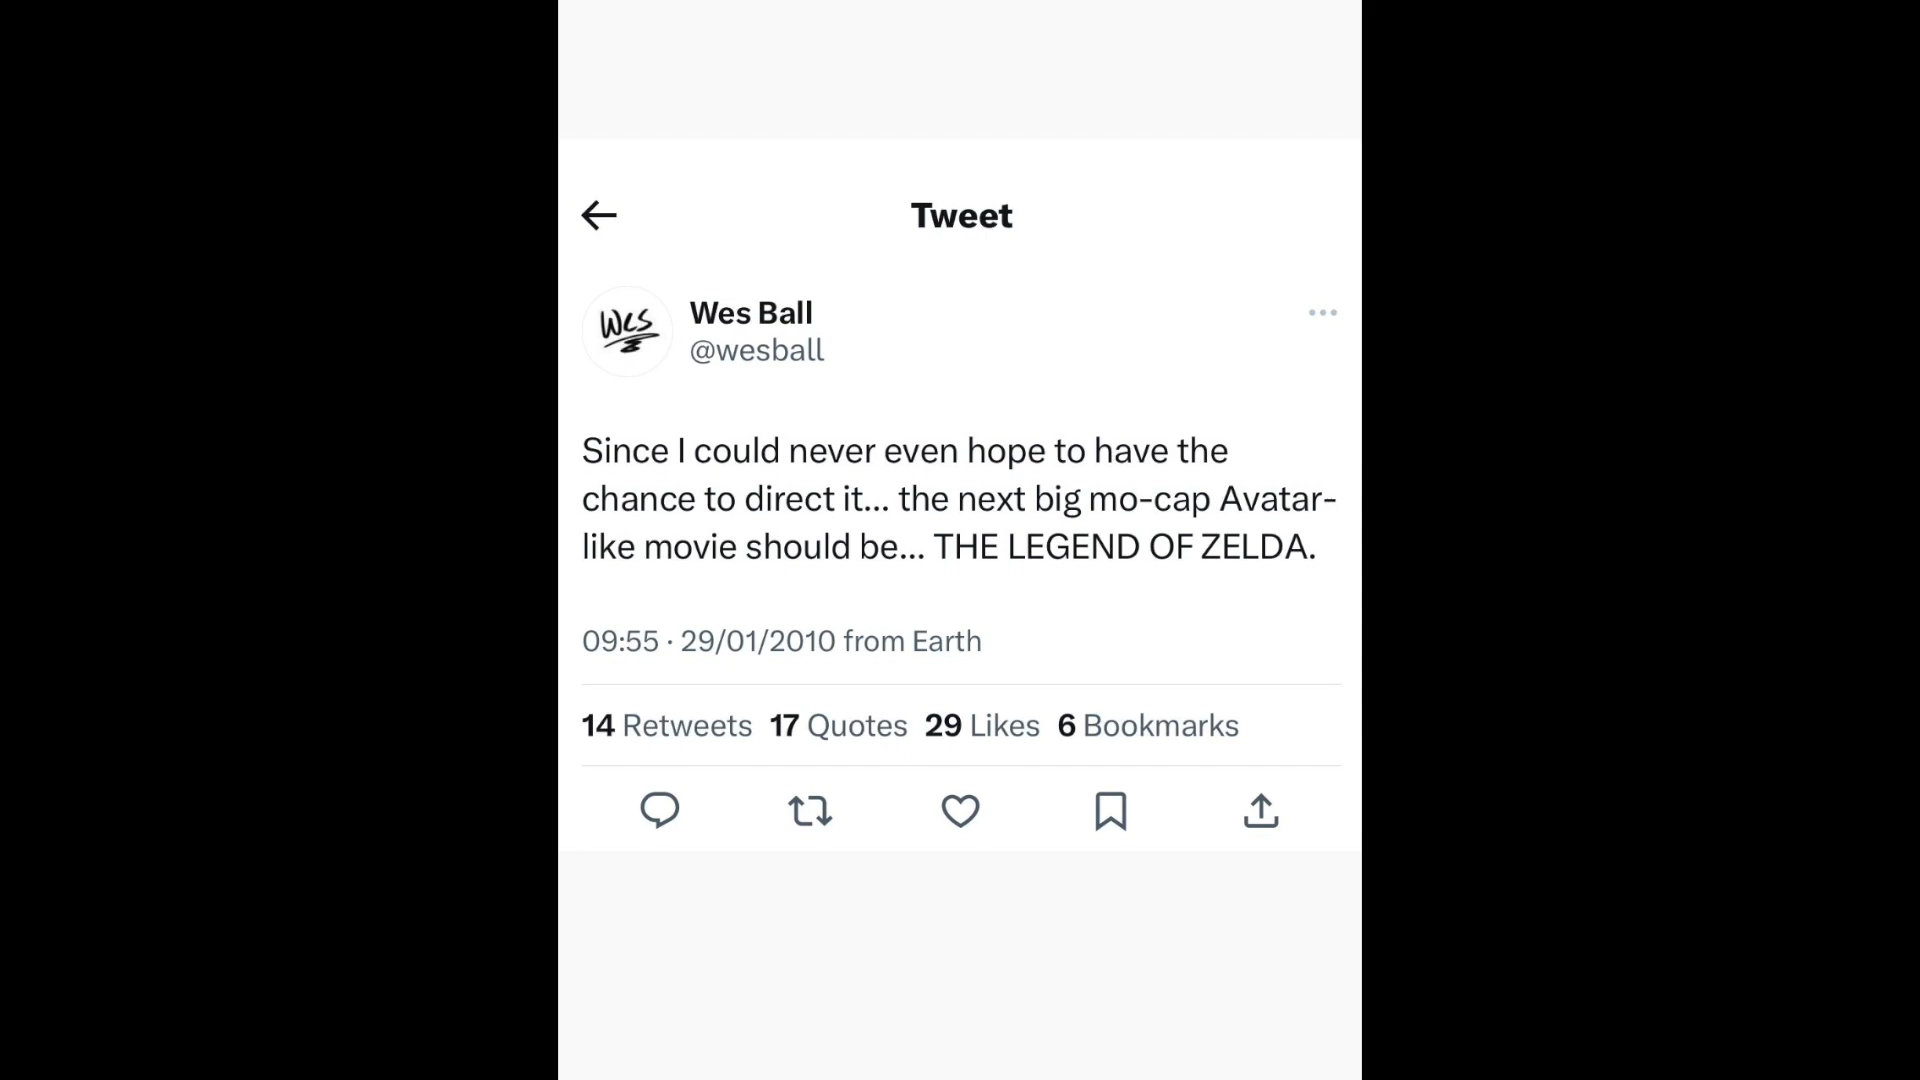 Tweet
Wes
Wes Ball
@wesball
Since I could never even hope to have the
chance to direct it... the next big mo-cap Avatar-
like movie should be... THE LEGEND OF ZELDA.
09:55 · 29/01/2010 from Earth
14 Retweets 17 Quotes 29 Likes 6 Bookmarks